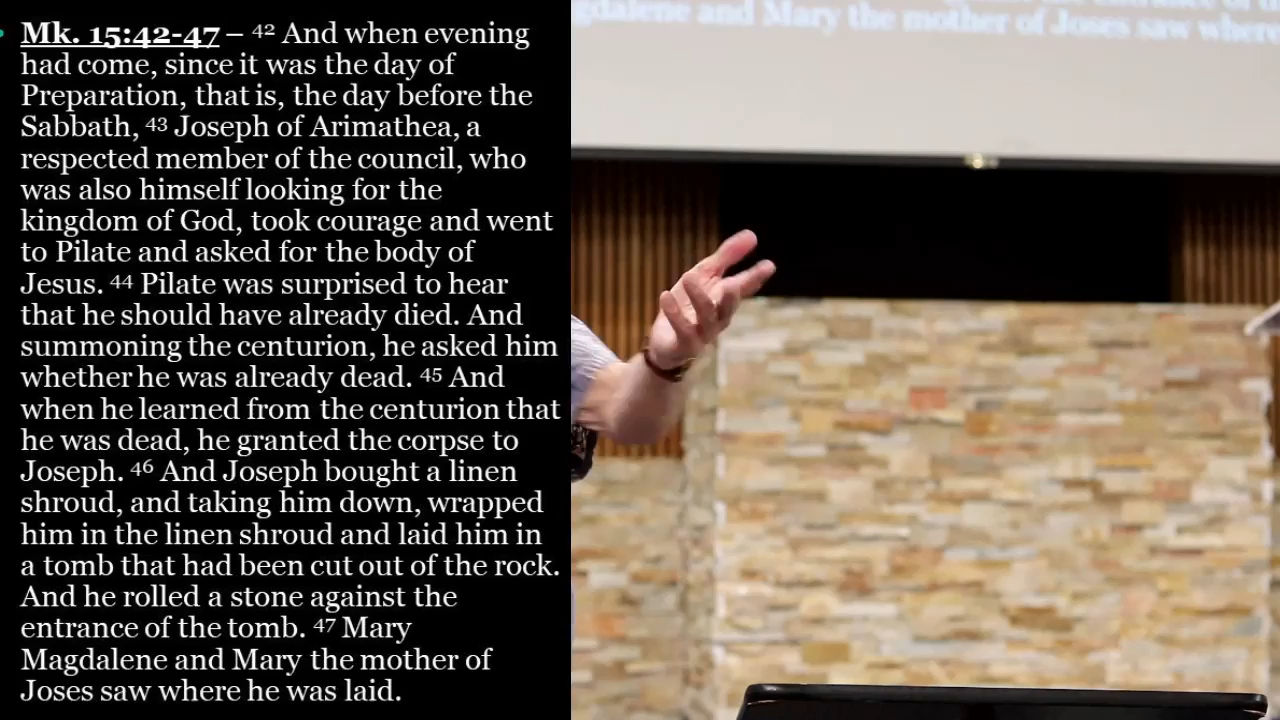 Mk. 15:42-47 – 42 And when evening
had come, since it was the day of
Preparation, that is, the day before the
Sabbath, 43 Joseph of Arimathea, a
respected member of the council, who
was also himself looking for the
kingdom of God, took courage and went
to Pilate and asked for the body of
Jesus. 44 Pilate was surprised to hear
that he should have already died. And
summoning the centurion, he asked him
whether he was already dead. 45 And
when he learned from the centurion that
he was dead, he granted the corpse to
Joseph. 46 And Joseph bought a linen
shroud, and taking him down, wrapped
him in the linen shroud and laid him in
a tomb that had been cut out of the rock.
And he rolled a stone against the
entrance of the tomb. 47 Mary
Magdalene and Mary the mother of
Joses saw where he was laid.
gdalene and Mary the mother of Joses saw where